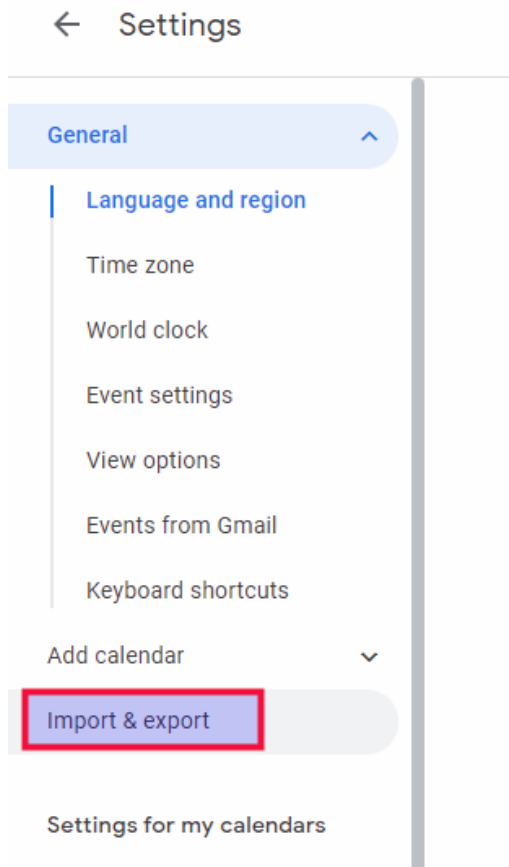 Settings
General
Language and region
Time zone
World clock
Event settings
View options
Events from Gmail
Keyboard shortcuts
Add calendar
Import & export
Settings for my calendars